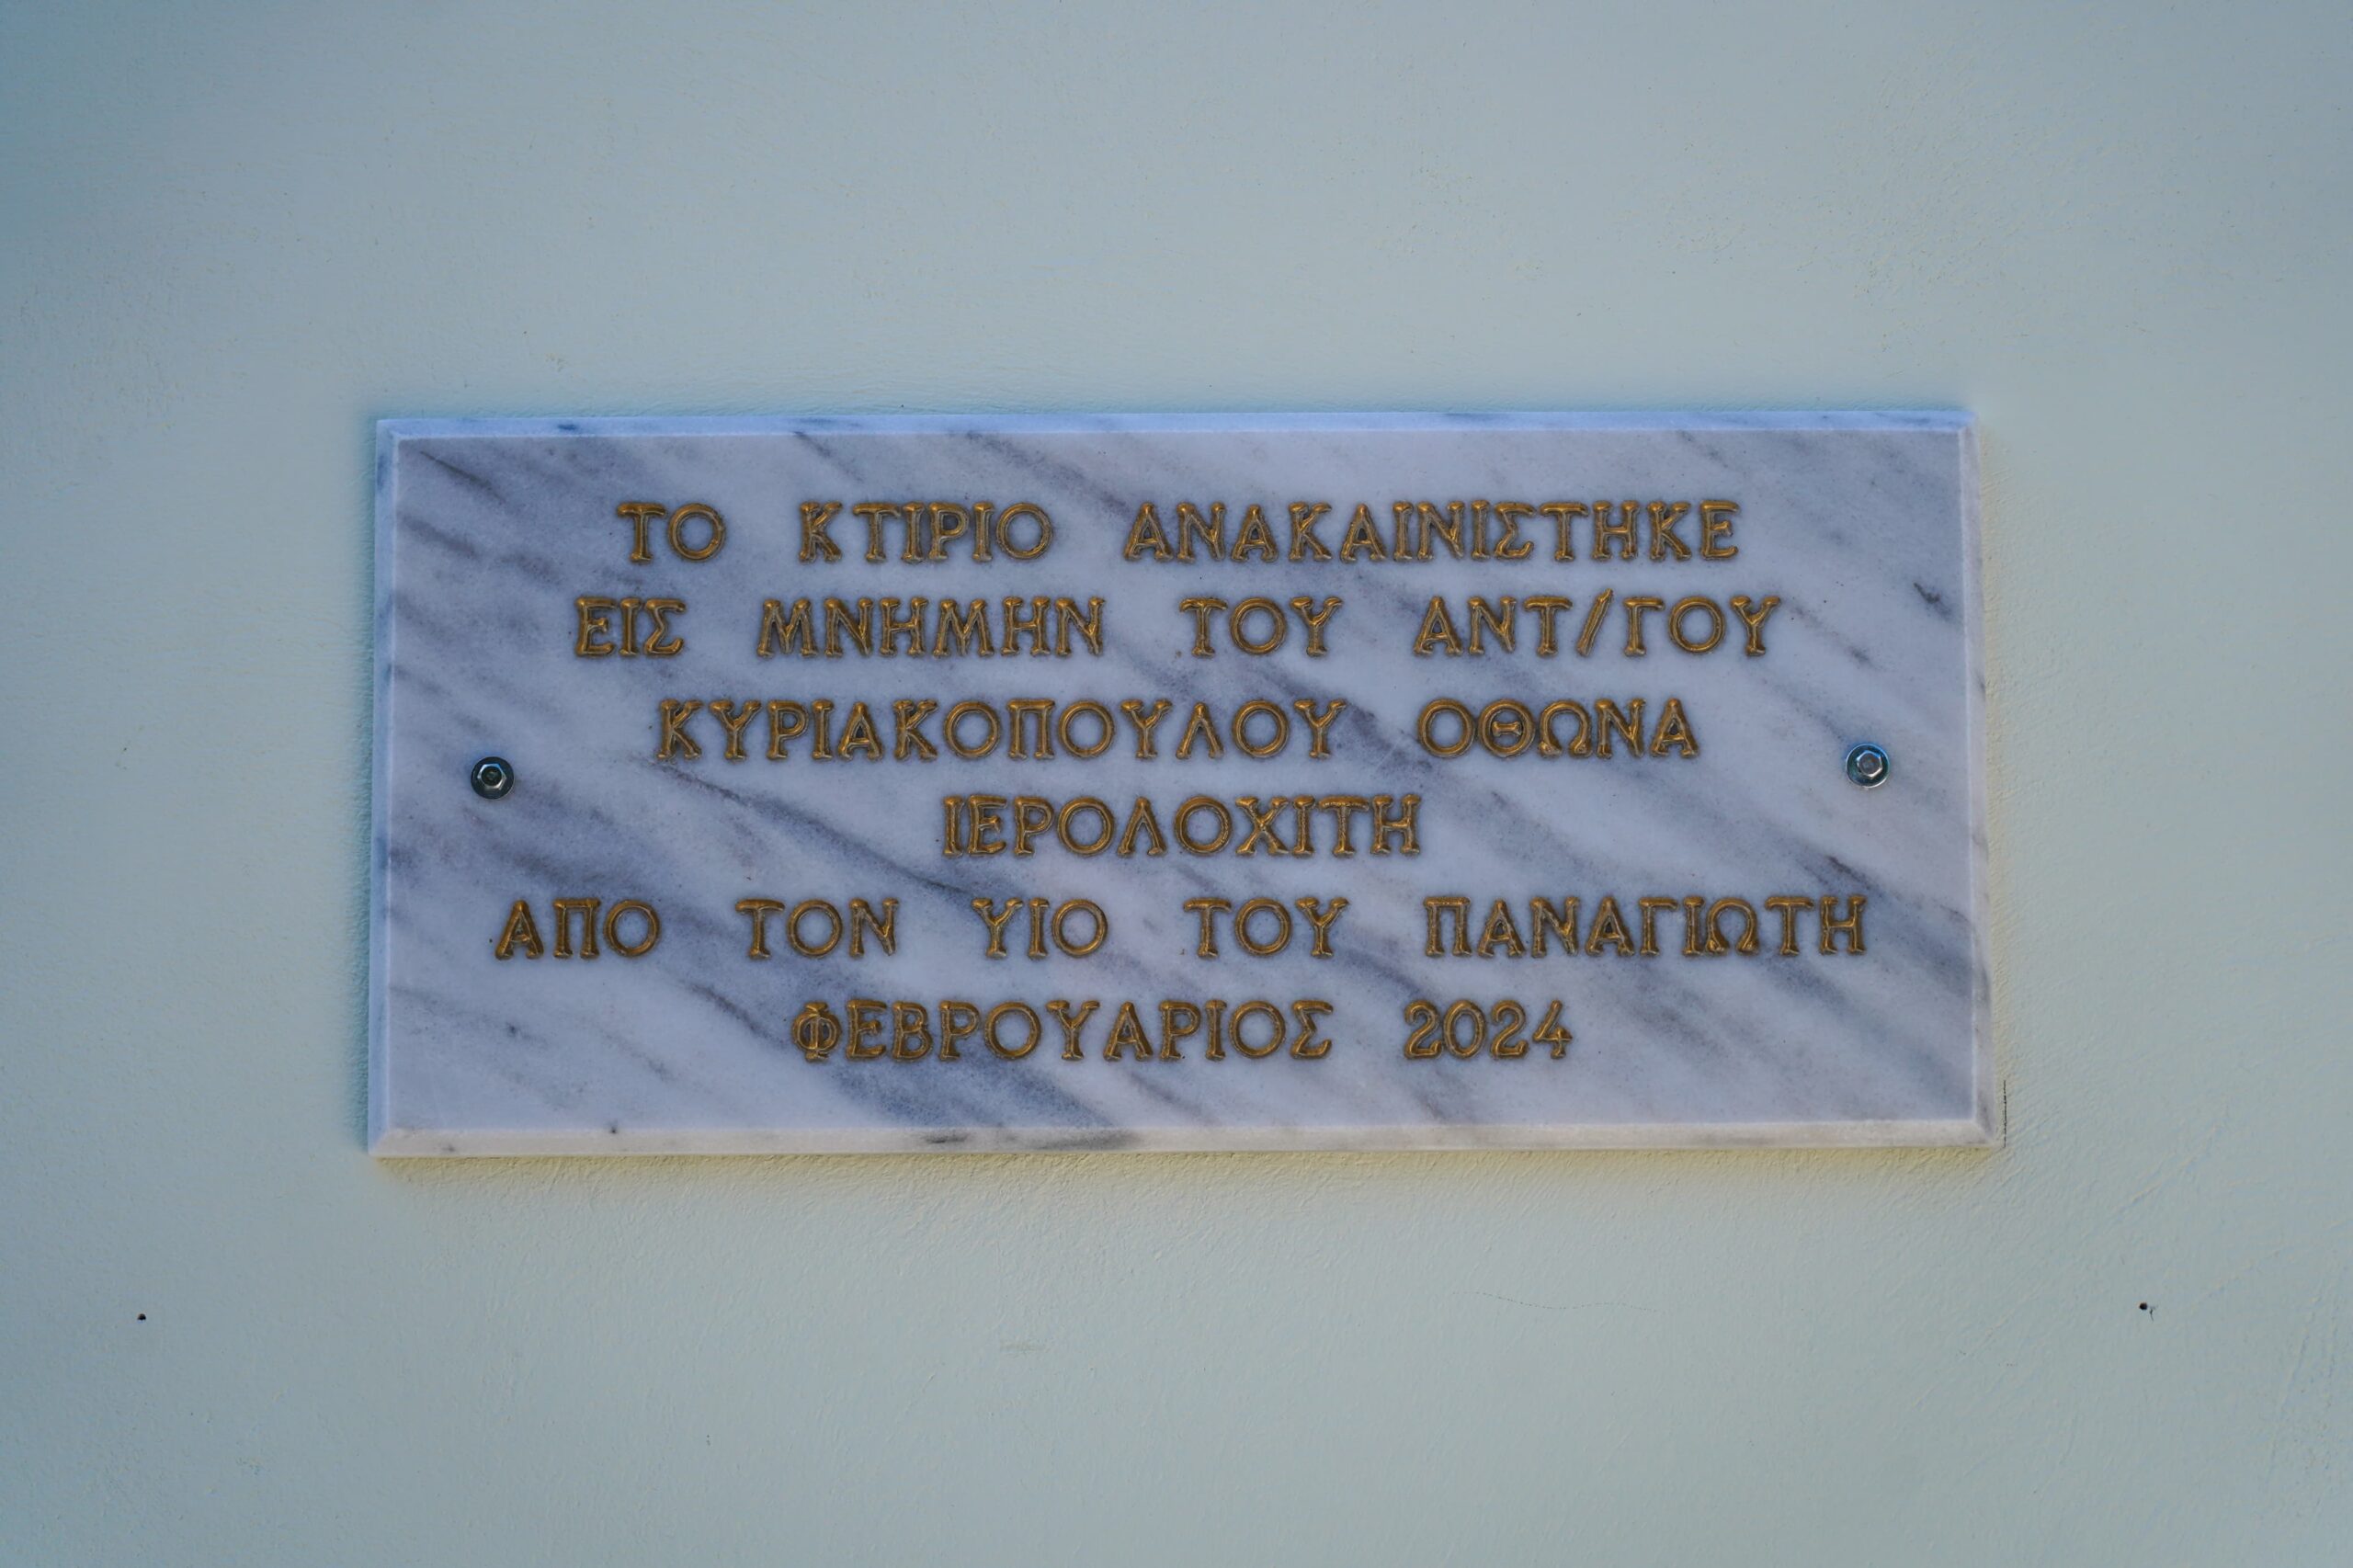 ΤΟ ΚΤΙΡΙΟ ΑΝΑΚΑΙΝΙΣΤΗΚΕ
ΕΙΣ ΜΝΗΜΗΝ ΤΟΥ ΑΝΤ/ΓΟΥ
ΚΥΡΙΑΚΟΠΟΥΛΟΥ ΟΘΩΝΑ
ΙΕΡΟΛΟΧΙΤΗ
ΑΠΟ ΤΟΝ ΥΙΟ ΤΟΥ ΠΑΝΑΓΙΩΤΗ
ΦΕΒΡΟΥΑΡΙΟΣ 2024